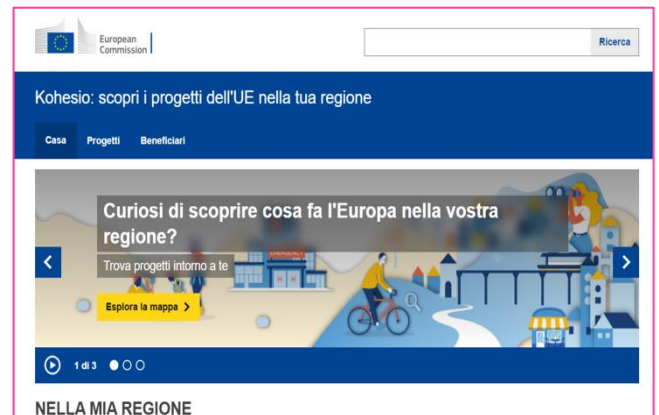 European
Commission
Ricerca
Kohesio: scopri i progetti dell'UE nella tua regione
Casa Progetti Beneficiari
Curiosi di scoprire cosa fa l'Europa nella vostra
regione?
Trova progetti intorno a te
Esplora la mappa
1 di 3
NELLA MIA REGIONE